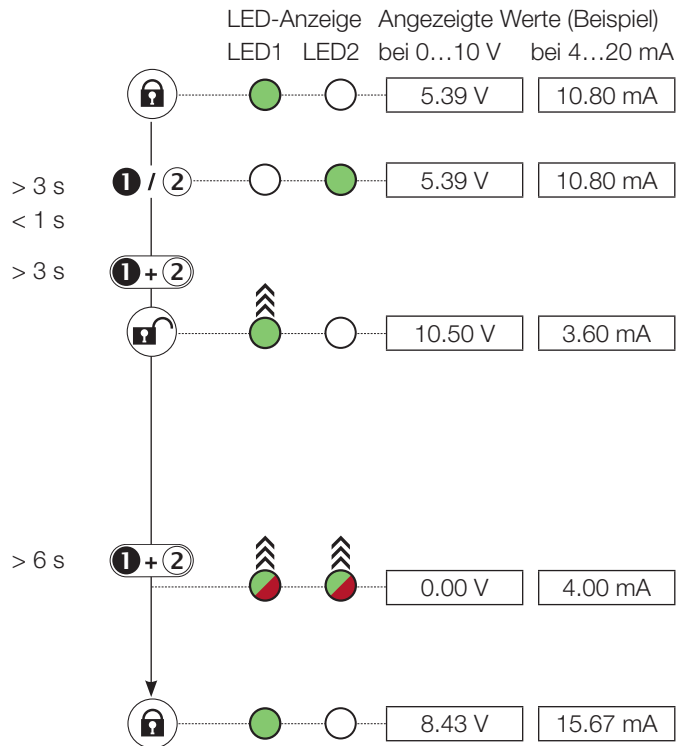 LED-Anzeige Angezeigte Werte (Beispiel)
LED1 LED2 bei 0…10 V bei 4…20 mA
5.39 V 10.80 mA
> 3 s 1 / 2 5.39 V 10.80 mA
< 1 s
> 3 s 1 + 2
10.50 V 3.60 mA
> 6 s 1 + 2
0.00 V 4.00 mA
8.43 V 15.67 mA